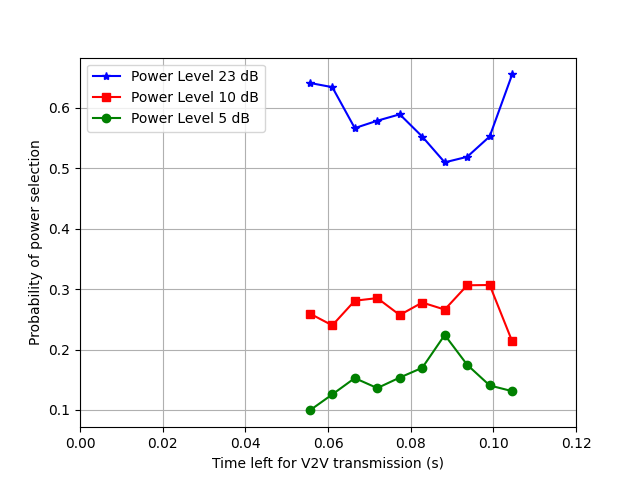 Power Level 23 dB
Power Level 10 dB
Power Level 5 dB
Probability of power selection
0.6
0.5
0.4
0.3
0.2
0.1
0.00 0.02 0.04 0.06 0.08 0.10 0.12
Time left for V2V transmission (s)